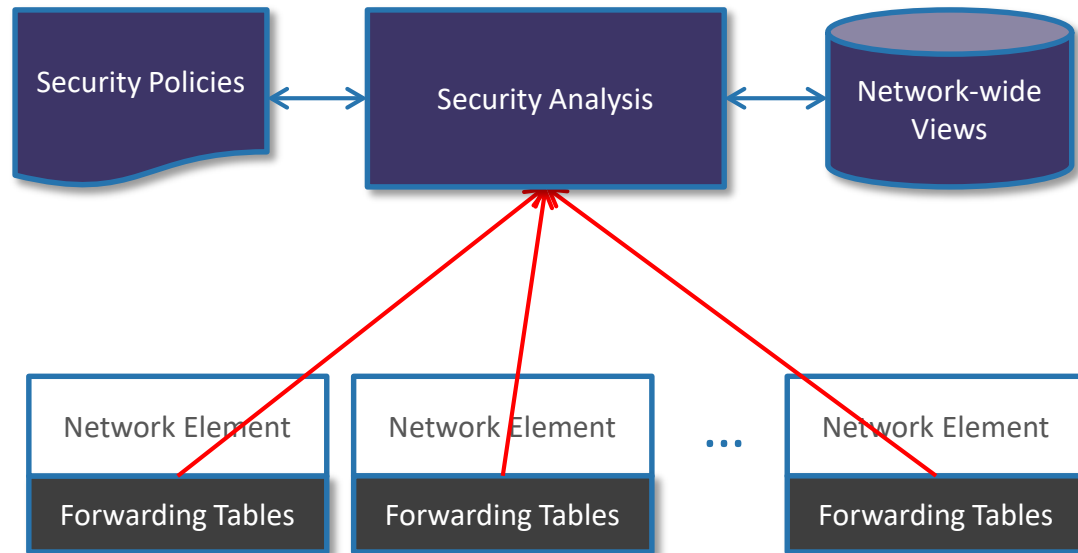 Security Policies
Security Analysis
Network-wide
Views
Network Element
Network Element
...
Network Element
Forwarding Tables
Forwarding Tables
Forwarding Tables